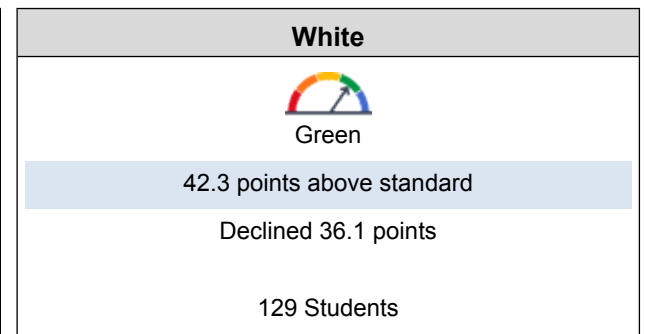 White
Green
42.3 points above standard
Declined 36.1 points
129 Students